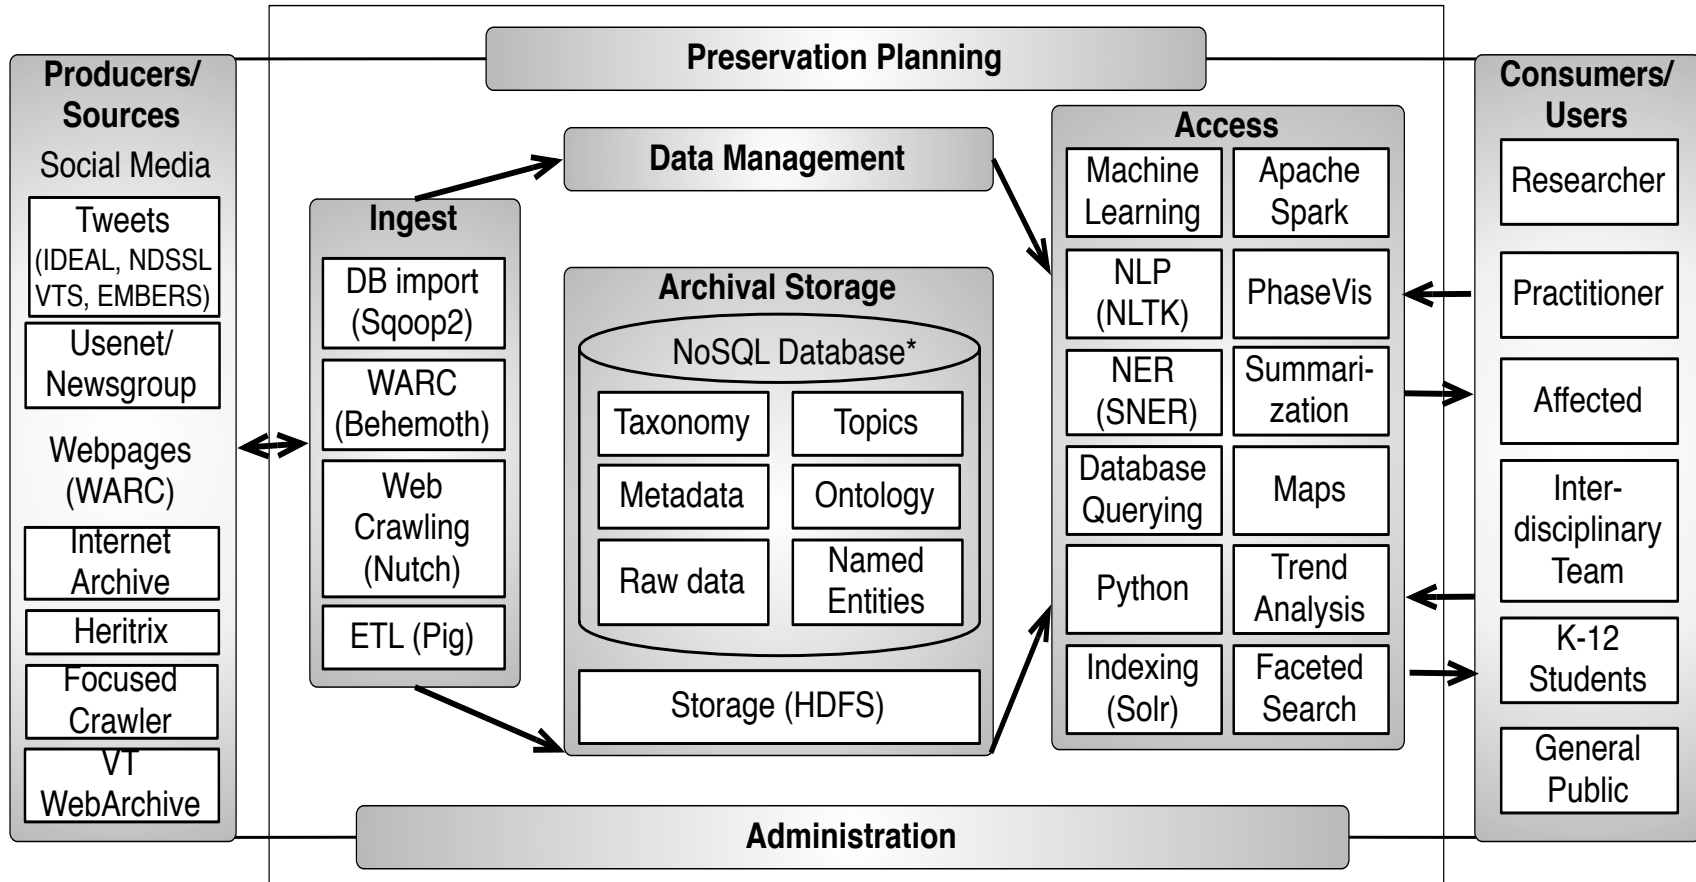 Preservation Planning
Producers/
Sources
Social Media
Tweets
(IDEAL, NDSSL
VTS, EMBERS)
Usenet/
Newsgroup
Webpages
(WARC)
Internet
Archive
Heritrix
Focused
Crawler
VT
WebArchive
Ingest
DB import
(Sqoop2)
WARC
(Behemoth)
Web
Crawling
(Nutch)
ETL (Pig)
Data Management
Archival Storage
NoSQL Database*
Taxonomy
Topics
Metadata
Ontology
Raw data
Named
Entities
Storage (HDFS)
Access
Machine
Learning
Apache
Spark
NLP
(NLTK)
PhaseVis
NER
(SNER)
Summari-
zation
Database
Querying
Maps
Python
Trend
Analysis
Indexing
(Solr)
Faceted
Search
Consumers/
Users
Researcher
Practitioner
Affected
Inter-
disciplinary
Team
K-12
Students
General
Public
Administration